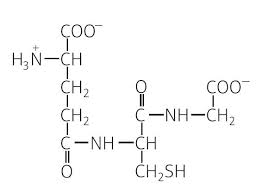 COO⁻
H₃N⁺—CH
CH₂ O COO⁻
CH₂ C—NH—CH₂
C—NH—CH
O CH₂SH